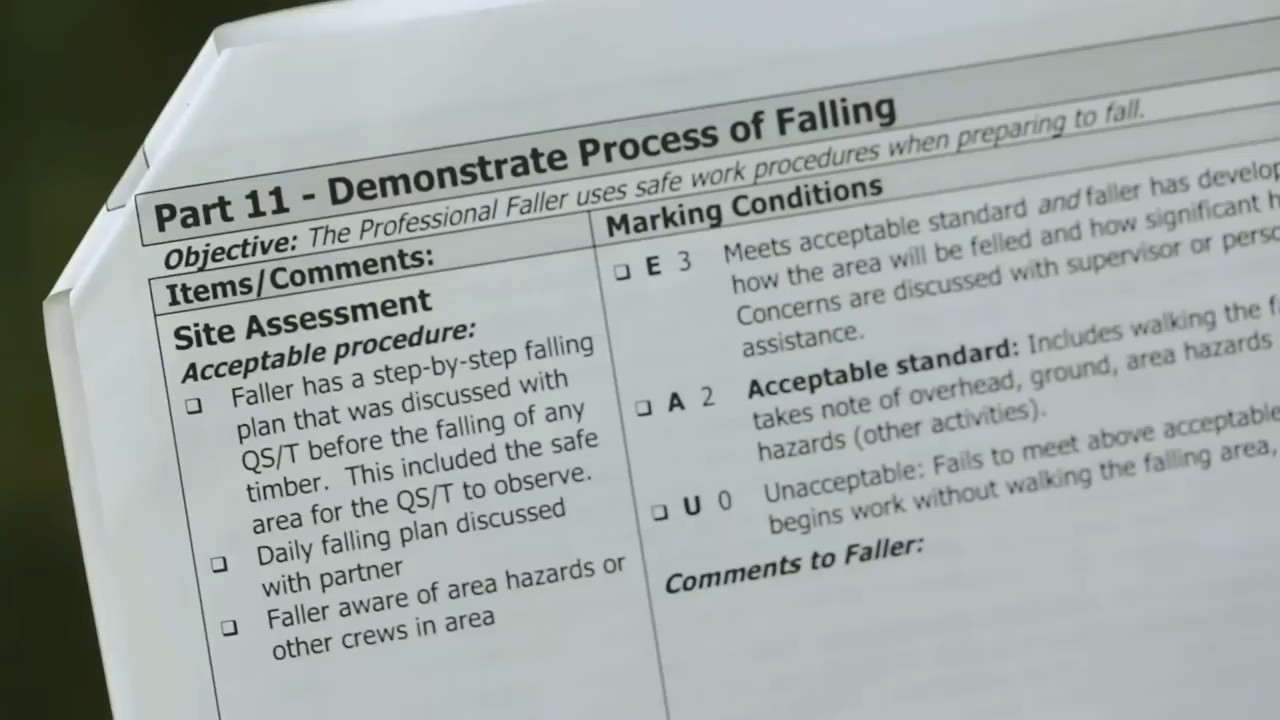 Part 11 - Demonstrate Process of Falling
Objective: The Professional Faller uses safe work procedures when preparing to fall.
Items/Comments:
Site Assessment
Acceptable procedure:
❑ Faller has a step-by-step falling
plan that was discussed with
QS/T before the falling of any
timber. This included the safe
area for the QS/T to observe.
❑ Daily falling plan discussed
with partner
❑ Faller aware of area hazards or
other crews in area
Marking Conditions
❑ E 3 Meets acceptable standard and faller has develop
how the area will be felled and how significant h
Concerns are discussed with supervisor or perso
assistance.
❑ A 2 Acceptable standard: Includes walking the fa
takes note of overhead, ground, area hazards
hazards (other activities).
❑ U 0 Unacceptable: Fails to meet above acceptable
begins work without walking the falling area,
Comments to Faller: